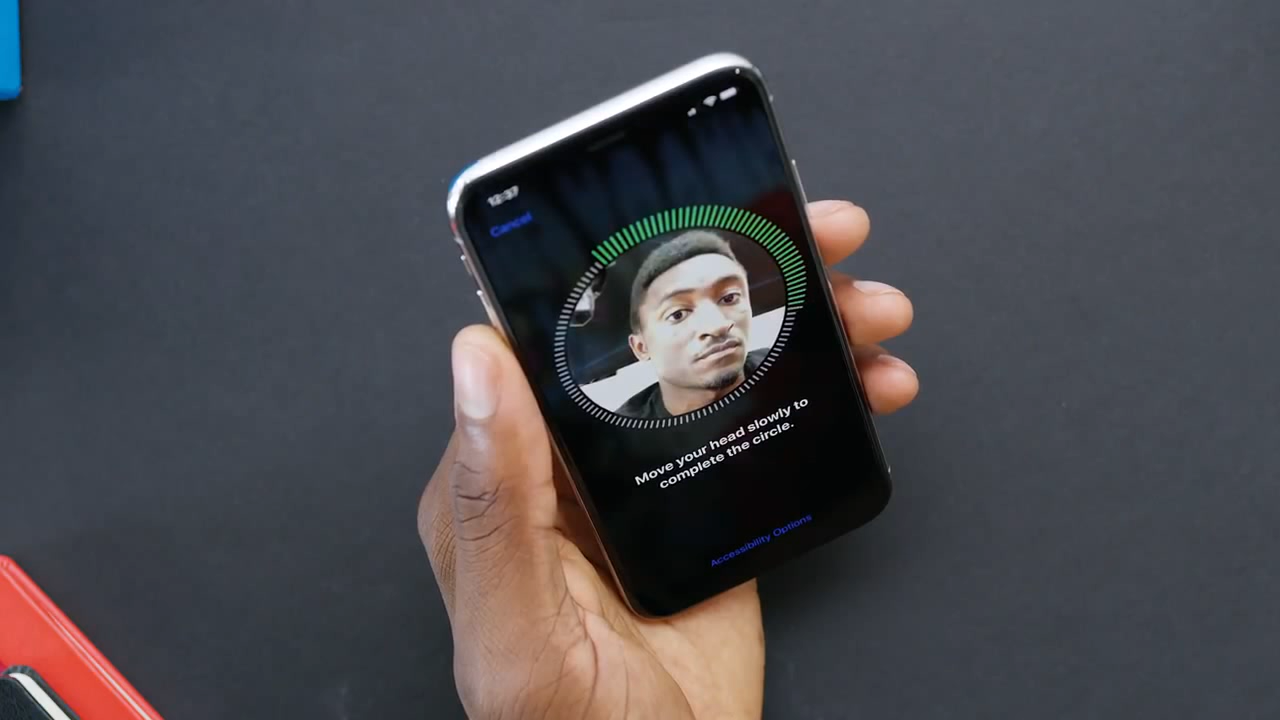 12:37
Cancel
Move your head slowly to
complete the circle.
Accessibility Options